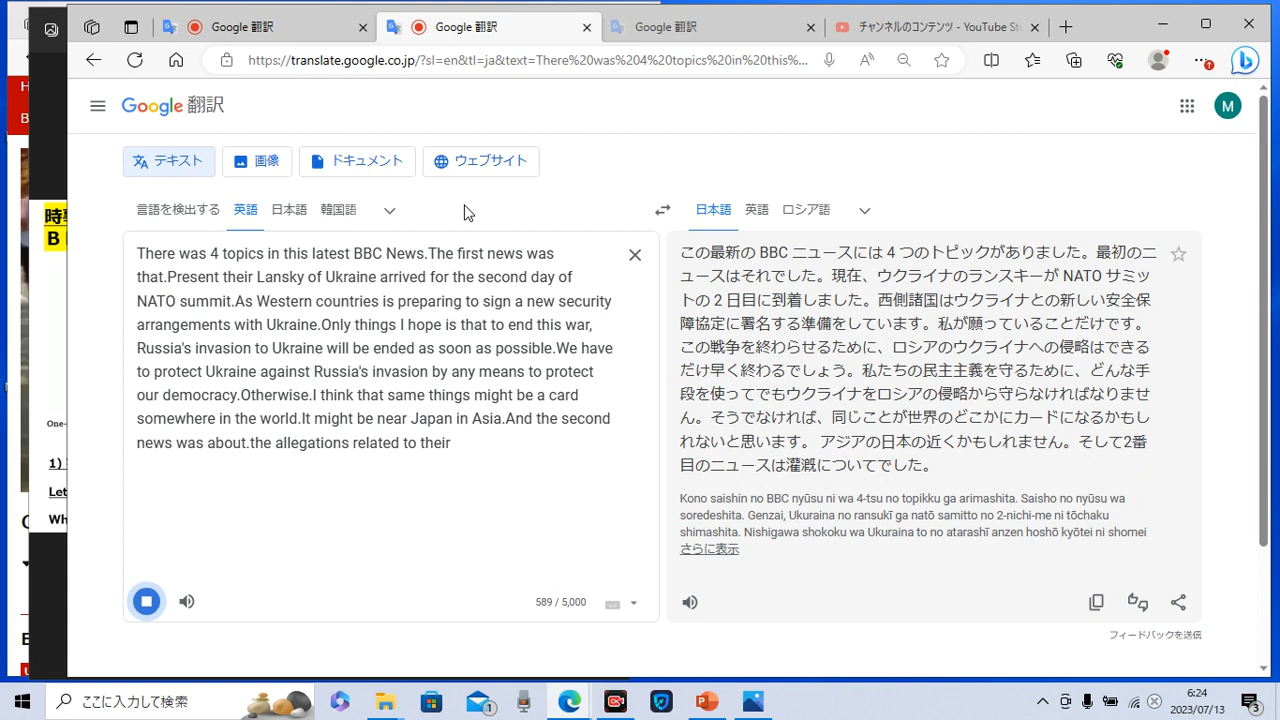 Google 翻訳
Google 翻訳
Google 翻訳
チャンネルのコンテンツ - YouTube St
https://translate.google.co.jp/?sl=en&tl=ja&text=There%20was%204%20topics%20in%20this%...
Google 翻訳
M
テキスト
画像
ドキュメント
ウェブサイト
言語を検出する
英語
日本語
韓国語
日本語
英語
ロシア語
There was 4 topics in this latest BBC News.The first news was
that.Present their Lansky of Ukraine arrived for the second day of
NATO summit.As Western countries is preparing to sign a new security
arrangements with Ukraine.Only things I hope is that to end this war,
Russia's invasion to Ukraine will be ended as soon as possible.We have
to protect Ukraine against Russia's invasion by any means to protect
our democracy.Otherwise.I think that same things might be a card
somewhere in the world.It might be near Japan in Asia.And the second
news was about.the allegations related to their
589 / 5,000
この最新の BBC ニュースには 4 つのトピックがありました。最初のニ
ュースはそれでした。現在、ウクライナのランスキーが NATO サミッ
トの 2 日目に到着しました。西側諸国はウクライナとの新しい安全保
障協定に署名する準備をしています。私が願っていることだけです。
この戦争を終わらせるために、ロシアのウクライナへの侵略はできる
だけ早く終わるでしょう。私たちの民主主義を守るために、どんな手
段を使ってでもウクライナをロシアの侵略から守らなければなりませ
ん。そうでなければ、同じことが世界のどこかにカードになるかもし
れないと思います。 アジアの日本の近くかもしれません。そして2番
目のニュースは灌漑についてでした。
Kono saishin no BBC nyūsu ni wa 4-tsu no topikku ga arimashita. Saisho no nyūsu wa
soredeshita. Genzai, Ukuraina no ransukī ga natō samitto no 2-nichi-me ni tōchaku
shimashita. Nishigawa shokoku wa Ukuraina to no atarashī anzen hoshō kyōtei ni shomei
さらに表示
フィードバックを送信
時
B
One-
1)
Let
Wh
ここに入力して検索
1
6:24
2023/07/13
3